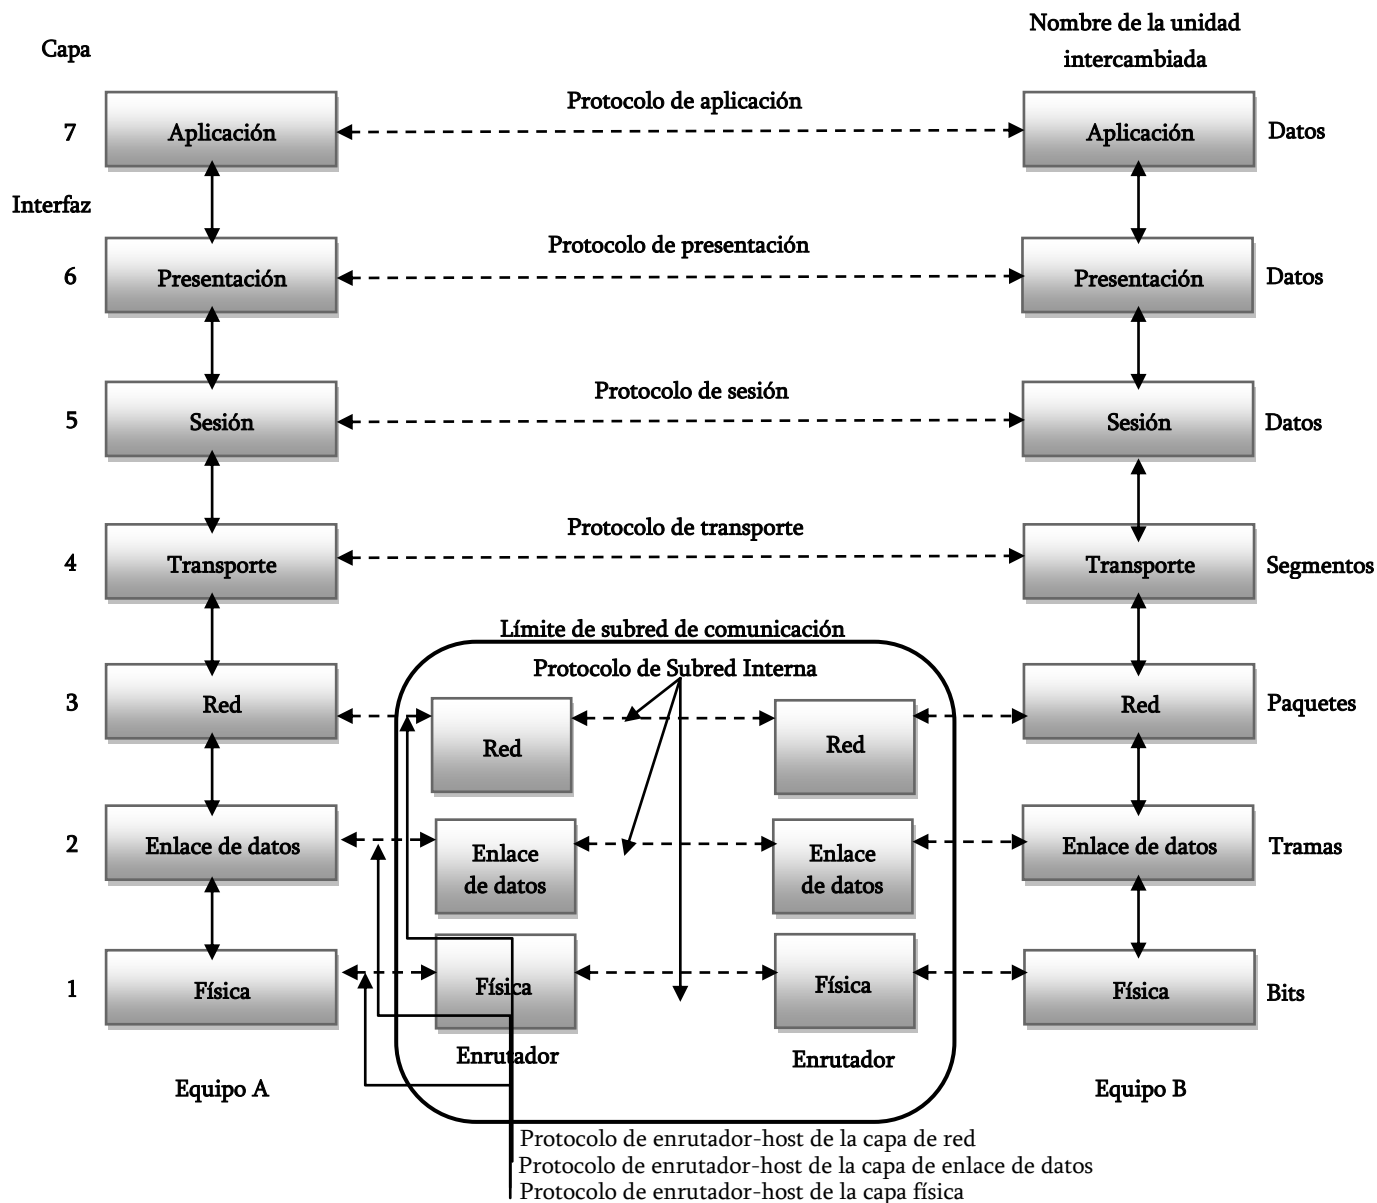 Nombre de la unidad
intercambiada
Capa
Protocolo de aplicación
7
Aplicación
Aplicación
Datos
Interfaz
Protocolo de presentación
6
Presentación
Presentación
Datos
Protocolo de sesión
5
Sesión
Sesión
Datos
Protocolo de transporte
4
Transporte
Transporte
Segmentos
Límite de subred de comunicación
Protocolo de Subred Interna
3
Red
Red
Red
Red
Paquetes
2
Enlace de datos
Enlace
de datos
Enlace
de datos
Enlace de datos
Tramas
1
Física
Física
Física
Física
Bits
Enrutador
Enrutador
Equipo A
Equipo B
Protocolo de enrutador-host de la capa de red
Protocolo de enrutador-host de la capa de enlace de datos
Protocolo de enrutador-host de la capa física